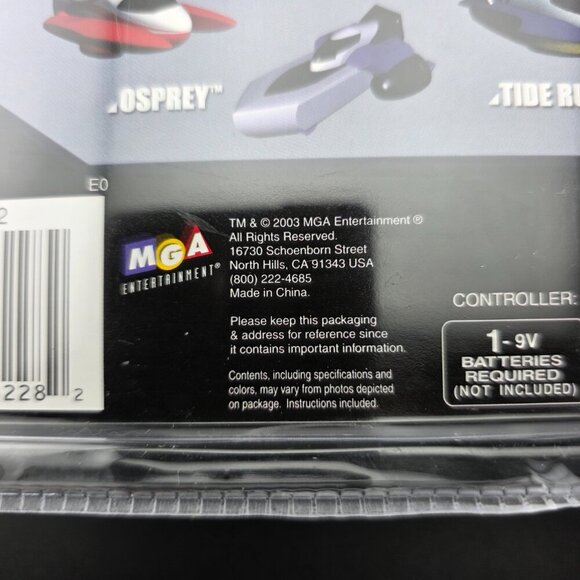 OSPREY™
TIDE
E0
2
228 2
MGA
ENTERTAINMENT®
TM & © 2003 MGA Entertainment ®
All Rights Reserved.
16730 Schoenborn Street
North Hills, CA 91343 USA
(800) 222-4685
Made in China.
Please keep this packaging
& address for reference since
it contains important information.
Contents, including specifications and
colors, may vary from photos depicted
on package. Instructions included.
CONTROLLER:
1-9V
BATTERIES
REQUIRED
(NOT INCLUDED)